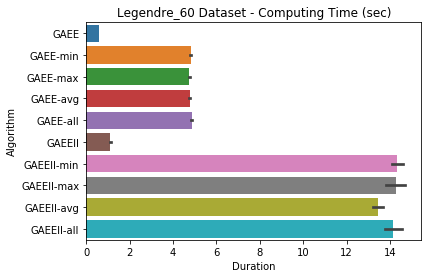 Legendre_60 Dataset - Computing Time (sec)
GAEE
GAEE-min
GAEE-max
GAEE-avg
GAEE-all
GAEEII
GAEEII-min
GAEEII-max
GAEEII-avg
GAEEII-all
Algorithm
0 2 4 6 8 10 12 14
Duration